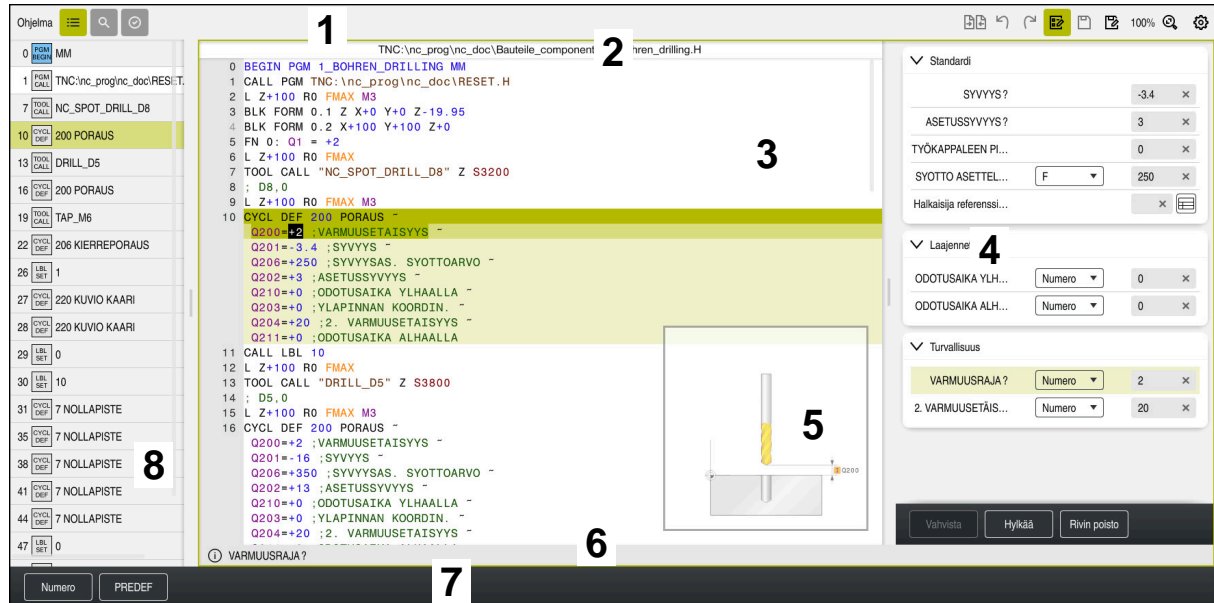 Ohjelma
1
100%
0 PGM BEGIN MM
1 PGM CALL TNC:\nc_prog\nc_doc\RESET.
7 TOOL CALL NC_SPOT_DRILL_D8
10 CYCL DEF 200 PORAUS
13 TOOL CALL DRILL_D5
16 CYCL DEF 200 PORAUS
19 TOOL CALL TAP_M6
22 CYCL DEF 206 KIERREPORAUS
26 LBL SET 1
27 CYCL DEF 220 KUVIO KAARI
28 CYCL DEF 220 KUVIO KAARI
29 LBL SET 0
30 LBL SET 10
31 CYCL DEF 7 NOLLAPISTE
35 CYCL DEF 7 NOLLAPISTE
38 CYCL DEF 7 NOLLAPISTE
41 CYCL DEF 7 NOLLAPISTE
44 CYCL DEF 7 NOLLAPISTE
47 LBL SET 0
8
TNC:\nc_prog\nc_doc\Bauteile_component 2 hren_drilling.H
0 BEGIN PGM 1_BOHREN_DRILLING MM
1 CALL PGM TNC:\nc_prog\nc_doc\RESET.H
2 L Z+100 R0 FMAX M3
3 BLK FORM 0.1 Z X+0 Y+0 Z-19.95
4 BLK FORM 0.2 X+100 Y+100 Z+0
5 FN 0: Q1 = +2
6 L Z+100 R0 FMAX
7 TOOL CALL "NC_SPOT_DRILL_D8" Z S3200
8 ; D8,0
9 L Z+100 R0 FMAX M3
10 CYCL DEF 200 PORAUS ~
Q200=+2 ;VARMUUSETAISYYS ~
Q201=-3.4 ;SYVYYS ~
Q206=+250 ;SYVYYSAS. SYOTTOARVO ~
Q202=+3 ;ASETUSSYVYYS ~
Q210=+0 ;ODOTUSAIKA YLHAALLA ~
Q203=+0 ;YLAPINNAN KOORDIN. ~
Q204=+20 ;2. VARMUUSETAISYYS ~
Q211=+0 ;ODOTUSAIKA ALHAALLA
11 CALL LBL 10
12 L Z+100 R0 FMAX
13 TOOL CALL "DRILL_D5" Z S3800
14 ; D5,0
15 L Z+100 R0 FMAX M3
16 CYCL DEF 200 PORAUS ~
Q200=+2 ;VARMUUSETAISYYS ~
Q201=-16 ;SYVYYS ~
Q206=+350 ;SYVYYSAS. SYOTTOARVO ~
Q202=+13 ;ASETUSSYVYYS ~
Q210=+0 ;ODOTUSAIKA YLHAALLA ~
Q203=+0 ;YLAPINNAN KOORDIN. ~
Q204=+20 ;2. VARMUUSETAISYYS ~
3
5
Q200
6
VARMUUSRAJA?
Standardi
SYVYYS? -3.4
ASETUSSYVYYS? 3
TYÖKAPPALEEN PI... 0
SYOTTO ASETTEL... F 250
Halkaisija referenssi...
Laajennet 4
ODOTUSAIKA YLH... Numero 0
ODOTUSAIKA ALH... Numero 0
Turvallisuus
VARMUUSRAJA? Numero 2
2. VARMUUSETÄIS... Numero 20
Vahvista Hylkää Rivin poisto
Numero PREDEF 7